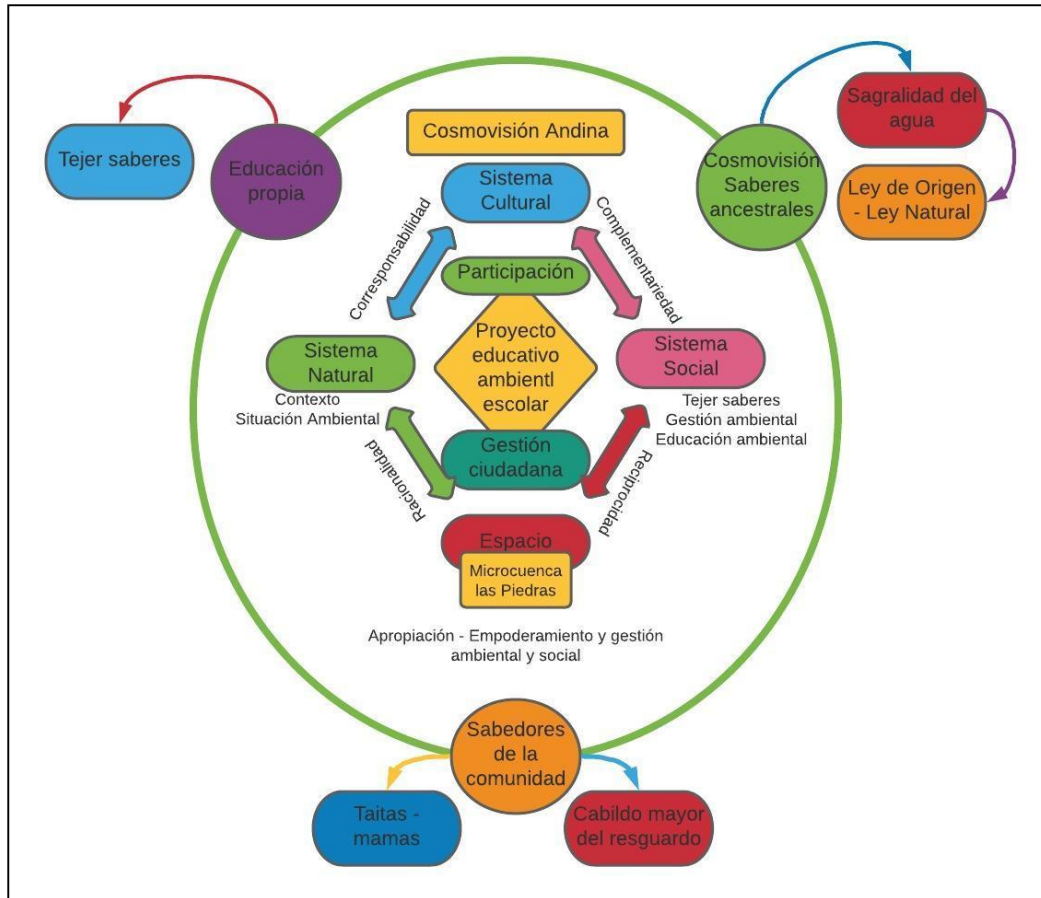 Tejer saberes
Educación
propia
Cosmovisión Andina
Cosmovisión
Saberes
ancestrales
Sagralidad del
agua
Ley de Origen
- Ley Natural
Sistema
Cultural
Corresponsabilidad
Complementariedad
Participación
Proyecto
educativo
ambientl
escolar
Sistema
Natural
Contexto
Situación Ambiental
Sistema
Social
Tejer saberes
Gestión ambiental
Educación ambiental
Gestión
ciudadana
Racionalidad
Reciprocidad
Espacio
Microcuenca
las Piedras
Apropiación - Empoderamiento y gestión
ambiental y social
Sabedores
de la
comunidad
Taitas -
mamas
Cabildo mayor
del resguardo